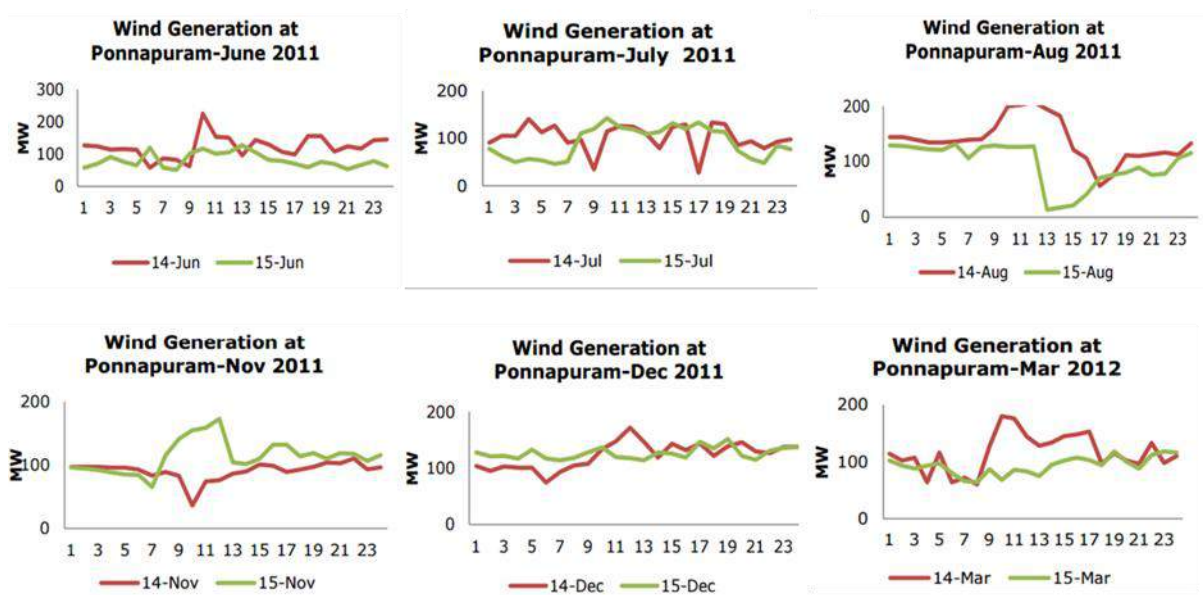 Wind Generation at
Ponnapuram-June 2011
MW
300
200
100
0
1 3 5 7 9 11 13 15 17 19 21 23
14-Jun 15-Jun
Wind Generation at
Ponnapuram-July 2011
MW
200
100
0
1 3 5 7 9 11 13 15 17 19 21 23
14-Jul 15-Jul
Wind Generation at
Ponnapuram-Aug 2011
MW
200
100
0
1 3 5 7 9 11 13 15 17 19 21 23
14-Aug 15-Aug
Wind Generation at
Ponnapuram-Nov 2011
MW
200
100
0
1 3 5 7 9 11 13 15 17 19 21 23
14-Nov 15-Nov
Wind Generation at
Ponnapuram-Dec 2011
MW
200
100
0
1 3 5 7 9 11 13 15 17 19 21 23
14-Dec 15-Dec
Wind Generation at
Ponnapuram-Mar 2012
MW
200
100
0
1 3 5 7 9 11 13 15 17 19 21 23
14-Mar 15-Mar